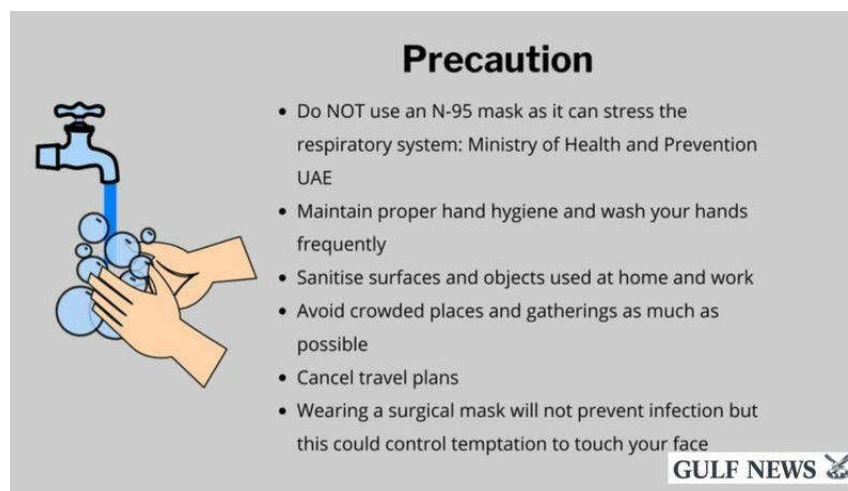 Precaution
• Do NOT use an N-95 mask as it can stress the
respiratory system: Ministry of Health and Prevention
UAE
• Maintain proper hand hygiene and wash your hands
frequently
• Sanitise surfaces and objects used at home and work
• Avoid crowded places and gatherings as much as
possible
• Cancel travel plans
• Wearing a surgical mask will not prevent infection but
this could control temptation to touch your face
GULF NEWS